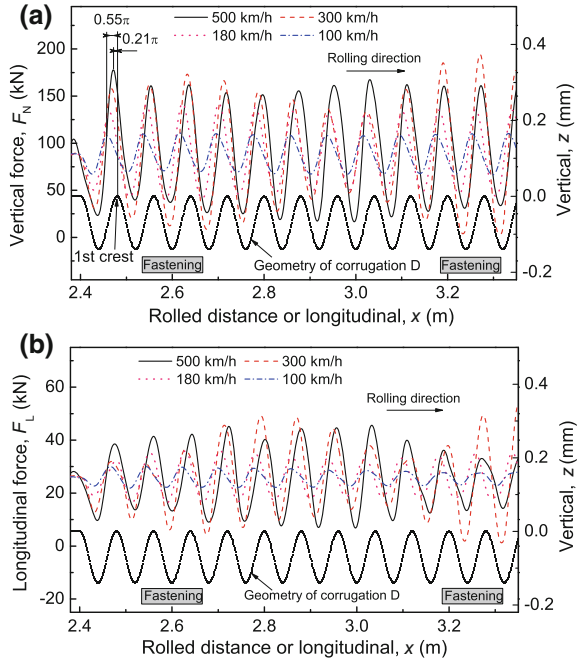 (a)
0.55π
0.21π
500 km/h
300 km/h
180 km/h
100 km/h
Rolling direction
Vertical force, F_N (kN)
200
150
100
50
0
0.4
0.2
0.0
-0.2
Vertical, z (m)
1st crest
Fastening
Geometry of corrugation D
Fastening
2.4 2.6 2.8 3.0 3.2
Rolled distance or longitudinal, x (m)
(b)
500 km/h
300 km/h
180 km/h
100 km/h
Rolling direction
Longitudinal force, F_L (kN)
60
40
20
0
-20
0.4
0.2
0.0
-0.2
Vertical, z (m)
Fastening
Geometry of corrugation D
Fastening
2.4 2.6 2.8 3.0 3.2
Rolled distance or longitudinal, x (m)